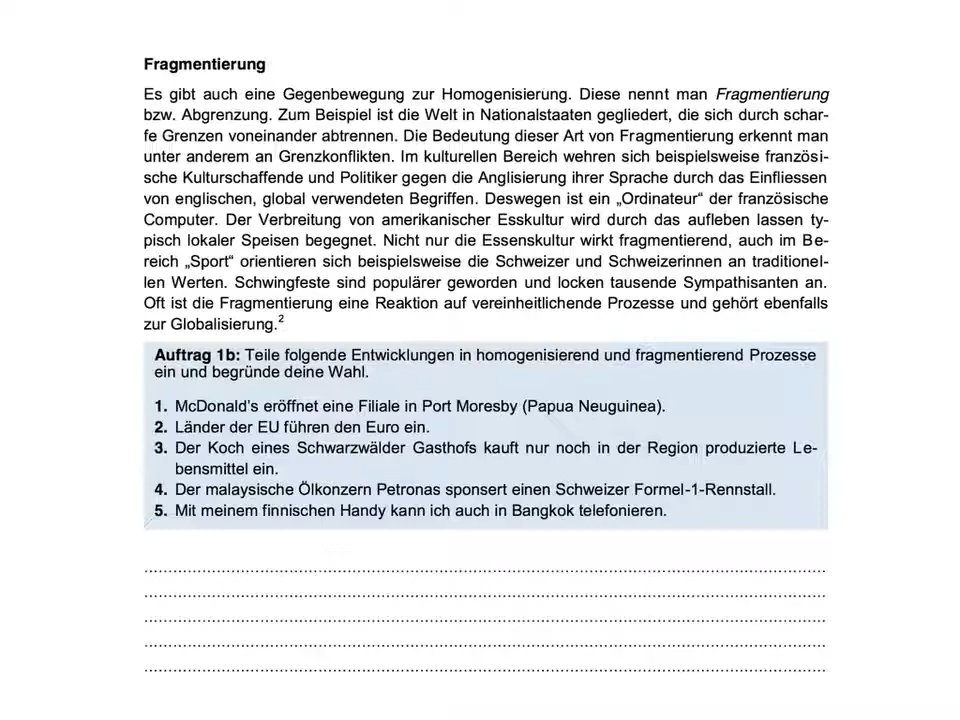 Fragmentierung
Es gibt auch eine Gegenbewegung zur Homogenisierung. Diese nennt man Fragmentierung
bzw. Abgrenzung. Zum Beispiel ist die Welt in Nationalstaaten gegliedert, die sich durch schar-
fe Grenzen voneinander abtrennen. Die Bedeutung dieser Art von Fragmentierung erkennt man
unter anderem an Grenzkonflikten. Im kulturellen Bereich wehren sich beispielsweise französi-
sche Kulturschaffende und Politiker gegen die Anglisierung ihrer Sprache durch das Einfliessen
von englischen, global verwendeten Begriffen. Deswegen ist ein „Ordinateur“ der französische
Computer. Der Verbreitung von amerikanischer Esskultur wird durch das aufleben lassen ty-
pisch lokaler Speisen begegnet. Nicht nur die Essenskultur wirkt fragmentierend, auch im Be-
reich „Sport“ orientieren sich beispielsweise die Schweizer und Schweizerinnen an traditionel-
len Werten. Schwingfeste sind populärer geworden und locken tausende Sympathisanten an.
Oft ist die Fragmentierung eine Reaktion auf vereinheitlichende Prozesse und gehört ebenfalls
zur Globalisierung.2
Auftrag 1b: Teile folgende Entwicklungen in homogenisierend und fragmentierend Prozesse
ein und begründe deine Wahl.
1. McDonald's eröffnet eine Filiale in Port Moresby (Papua Neuguinea).
2. Länder der EU führen den Euro ein.
3. Der Koch eines Schwarzwälder Gasthofs kauft nur noch in der Region produzierte Le-
bensmittel ein.
4. Der malaysische Ölkonzern Petronas sponsert einen Schweizer Formel-1-Rennstall.
5. Mit meinem finnischen Handy kann ich auch in Bangkok telefonieren.